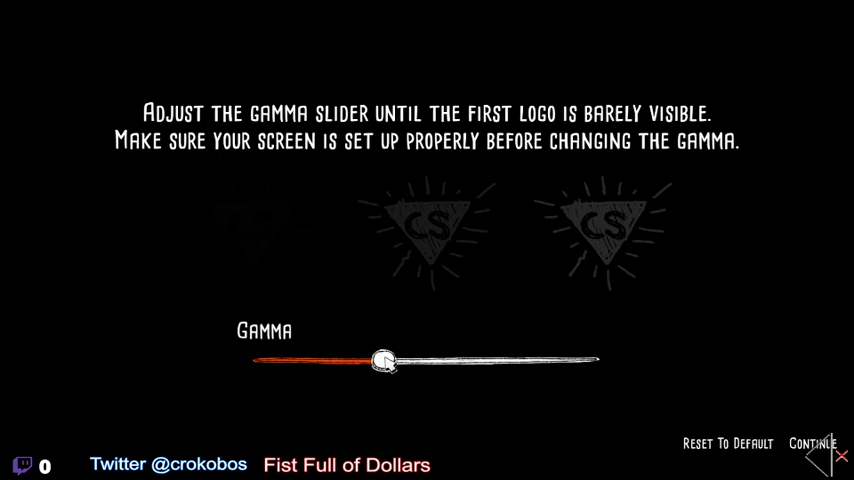 Adjust the gamma slider until the first logo is barely visible.
Make sure your screen is set up properly before changing the gamma.
CS CS CS
Gamma
Reset To Default Continue
0 Twitter @crokobos Fist Full of Dollars